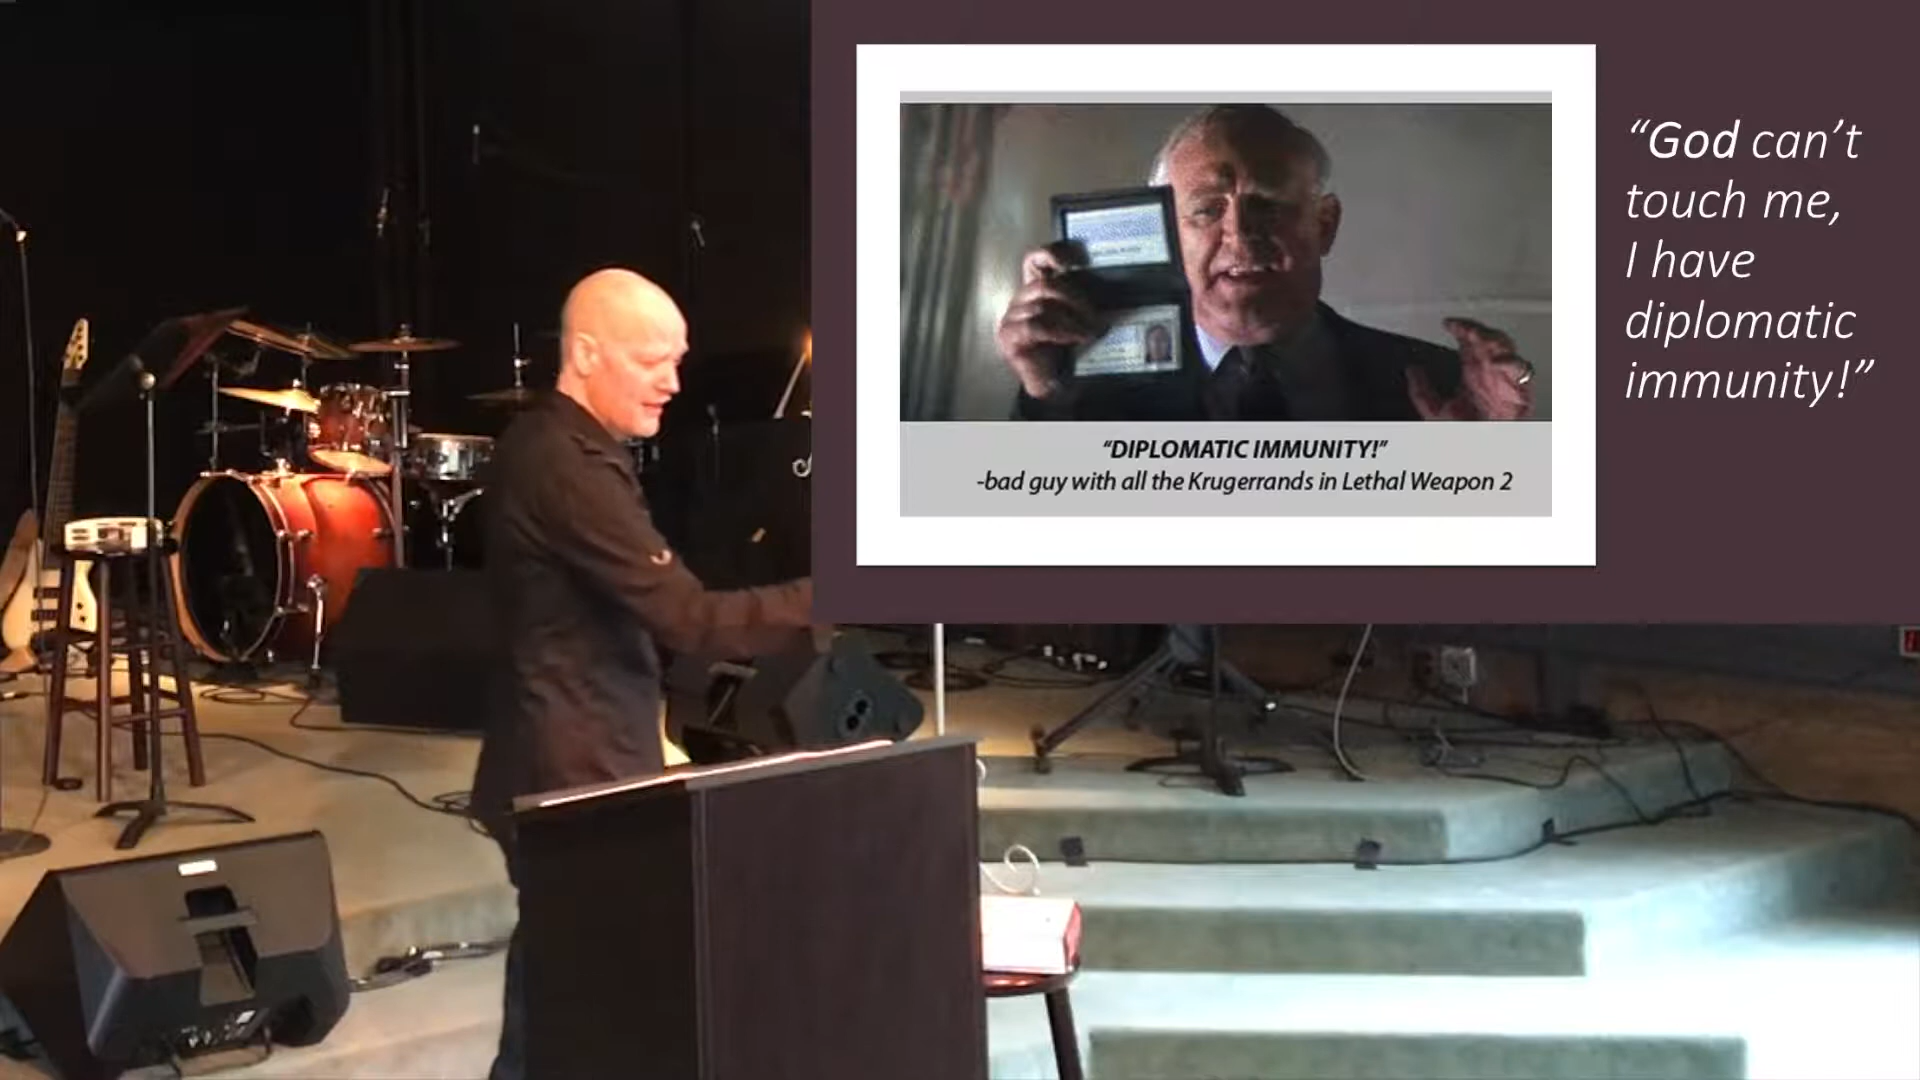 “God can’t
touch me,
I have
diplomatic
immunity!”
“DIPLOMATIC IMMUNITY!”
-bad guy with all the Krugerrands in Lethal Weapon 2